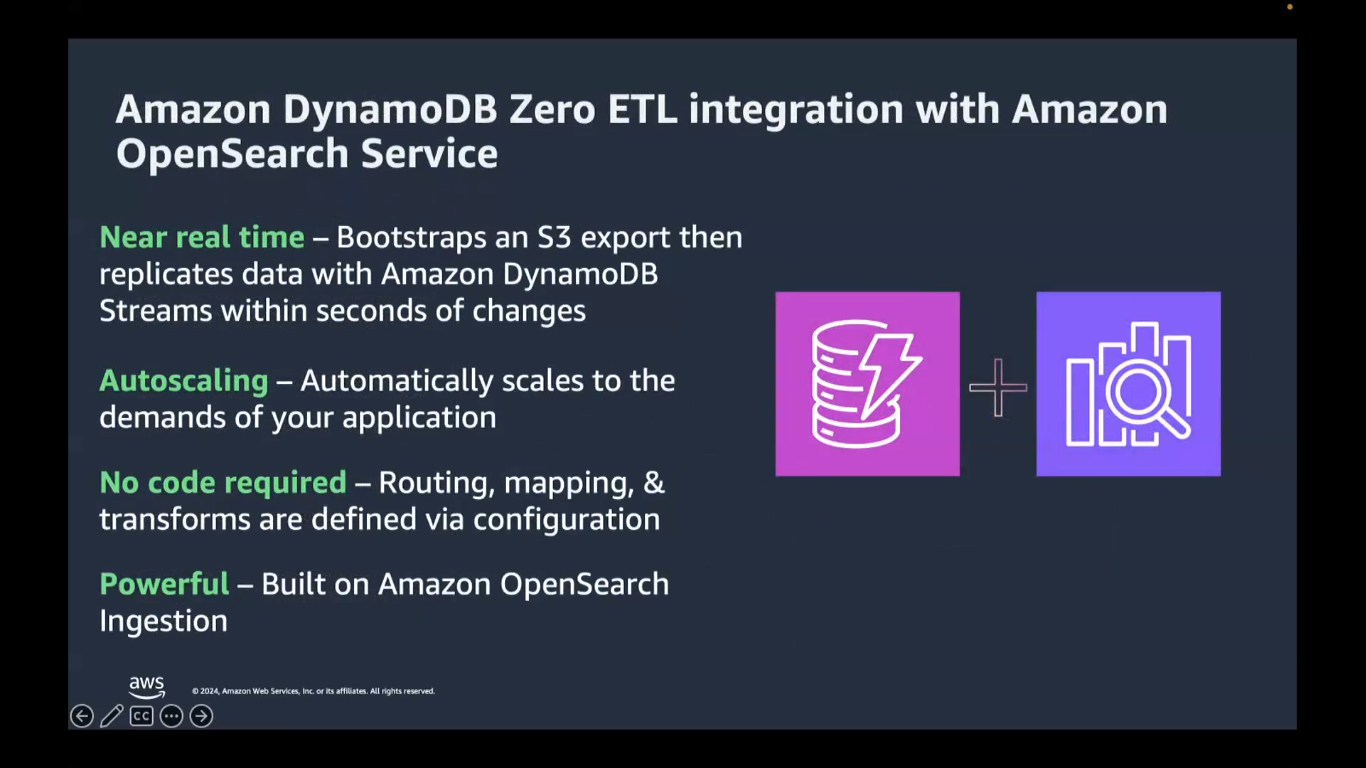 Amazon DynamoDB Zero ETL integration with Amazon
OpenSearch Service
Near real time – Bootstraps an S3 export then
replicates data with Amazon DynamoDB
Streams within seconds of changes
Autoscaling – Automatically scales to the
demands of your application
No code required – Routing, mapping, &
transforms are defined via configuration
Powerful – Built on Amazon OpenSearch
Ingestion
aws
© 2024, Amazon Web Services, Inc. or its affiliates. All rights reserved.
CC